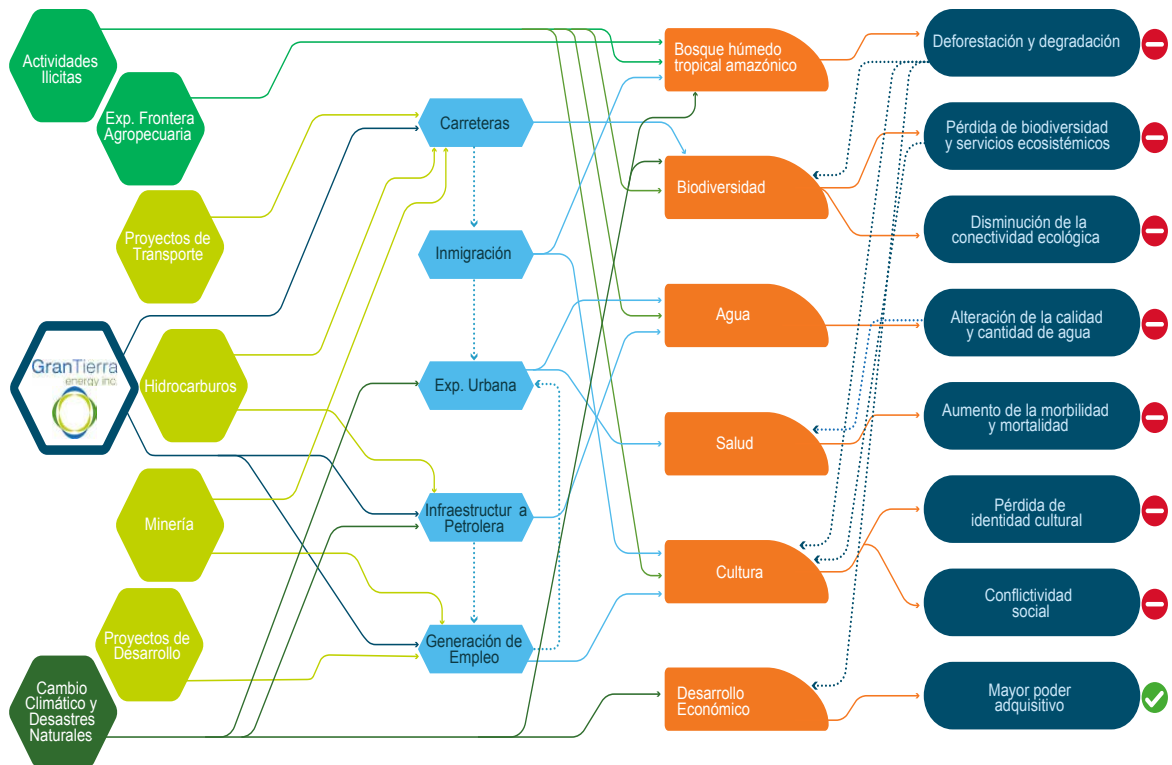 Actividades
Ilicitas
Exp. Frontera
Agropecuaria
Proyectos de
Transporte
GranTierra
energy inc.
Hidrocarburos
Minería
Proyectos de
Desarrollo
Cambio
Climático y
Desastres
Naturales
Carreteras
Inmigración
Exp. Urbana
Infraestructur a
Petrolera
Generación de
Empleo
Bosque húmedo
tropical amazónico
Biodiversidad
Agua
Salud
Cultura
Desarrollo
Económico
Deforestación y degradación
Pérdida de biodiversidad
y servicios ecosistémicos
Disminución de la
conectividad ecológica
Alteración de la calidad
y cantidad de agua
Aumento de la morbilidad
y mortalidad
Pérdida de
identidad cultural
Conflictividad
social
Mayor poder
adquisitivo